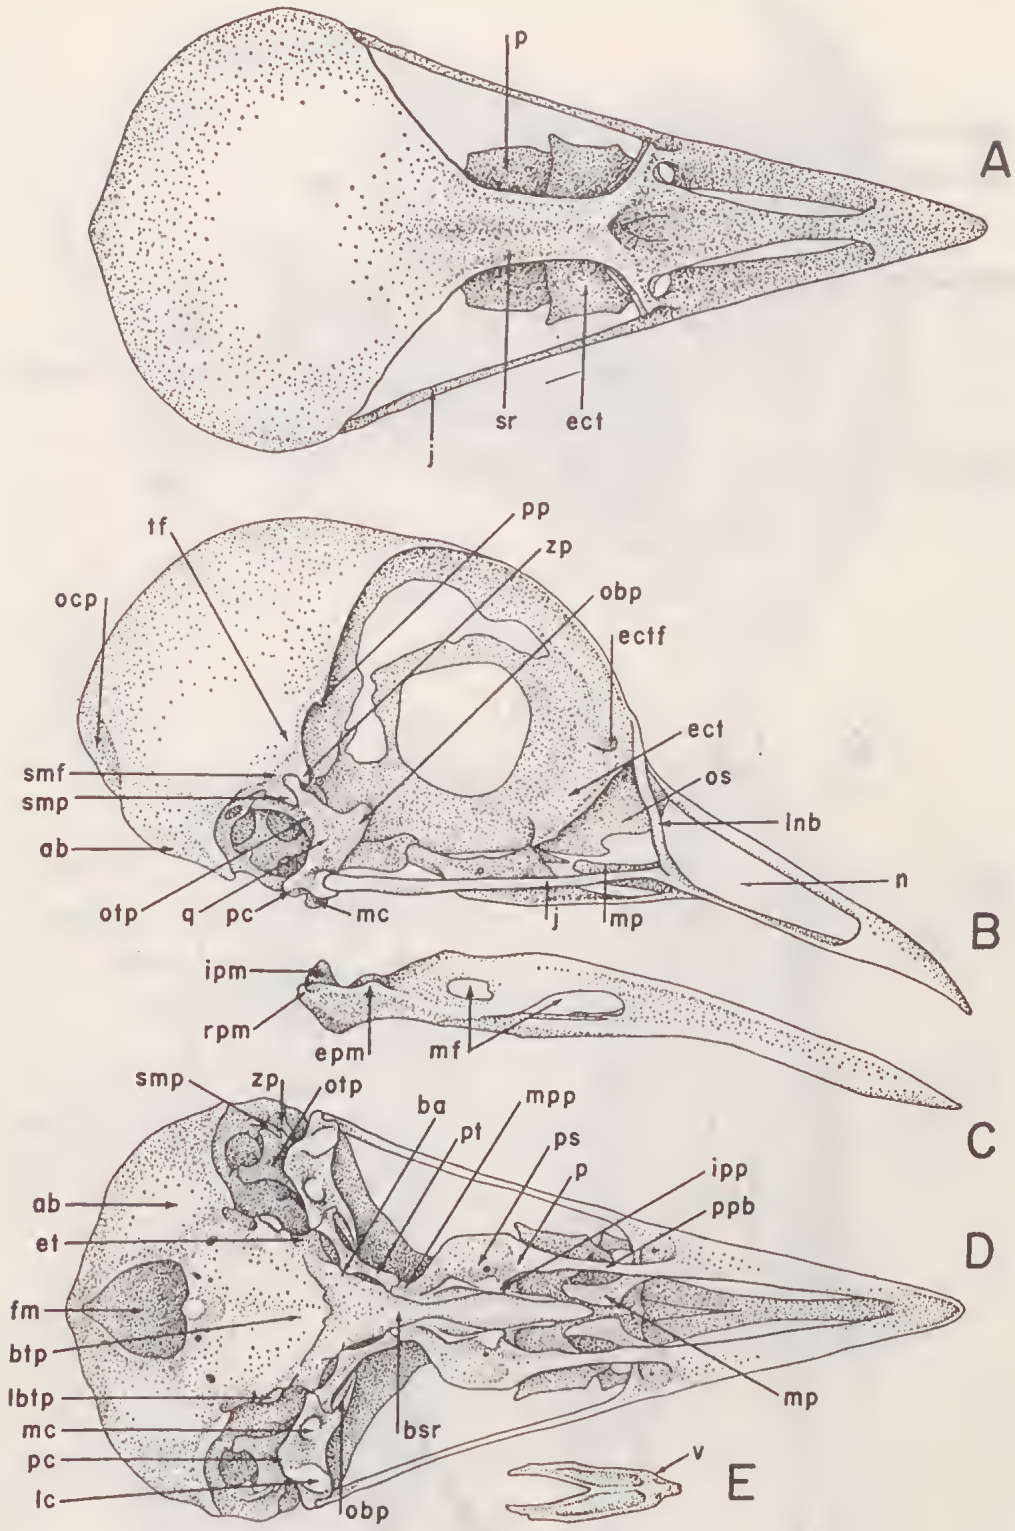 p
A
sr
ect
j
tf
pp
zp
ocp
obp
ectf
ect
smf
os
smp
lnb
ab
n
otp
q
pc
mc
j
mp
B
ipm
rpm
epm
mf
smp
zp
otp
ba
mpp
C
pt
ps
p
ipp
ppb
ab
D
et
fm
btp
lbtp
mc
mp
bsr
pc
v
E
lc
obp